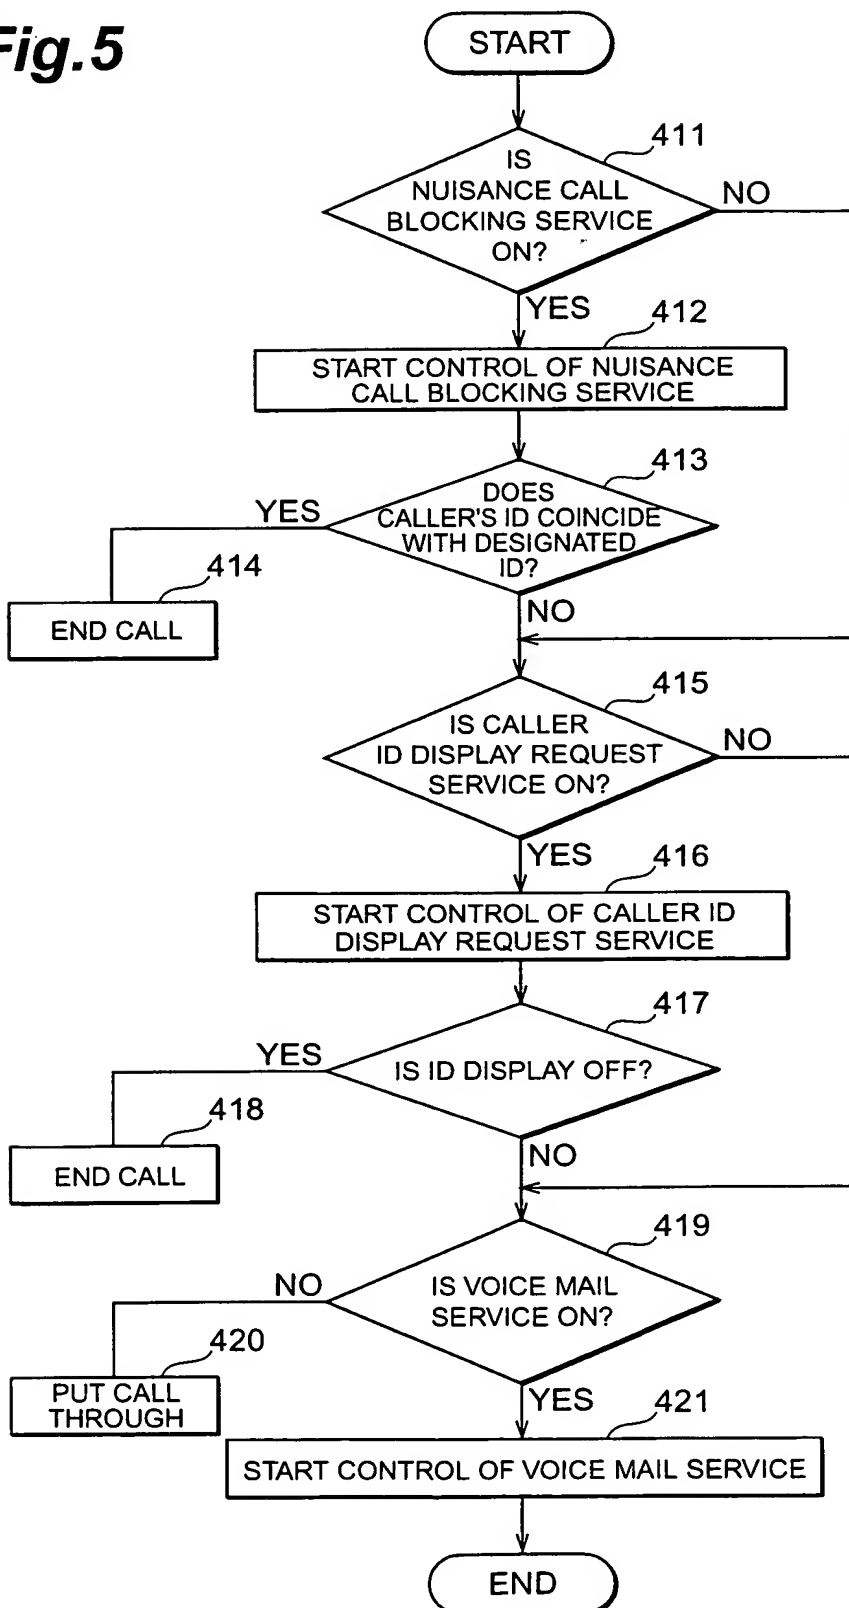 Fig.5
START
411
IS
NUISANCE CALL
BLOCKING SERVICE
ON?
NO
YES
412
START CONTROL OF NUISANCE
CALL BLOCKING SERVICE
413
DOES
CALLER'S ID COINCIDE
WITH DESIGNATED
ID?
YES
414
END CALL
NO
415
IS CALLER
ID DISPLAY REQUEST
SERVICE ON?
NO
YES
416
START CONTROL OF CALLER ID
DISPLAY REQUEST SERVICE
417
IS ID DISPLAY OFF?
YES
418
END CALL
NO
419
IS VOICE MAIL
SERVICE ON?
NO
420
PUT CALL
THROUGH
YES
421
START CONTROL OF VOICE MAIL SERVICE
END